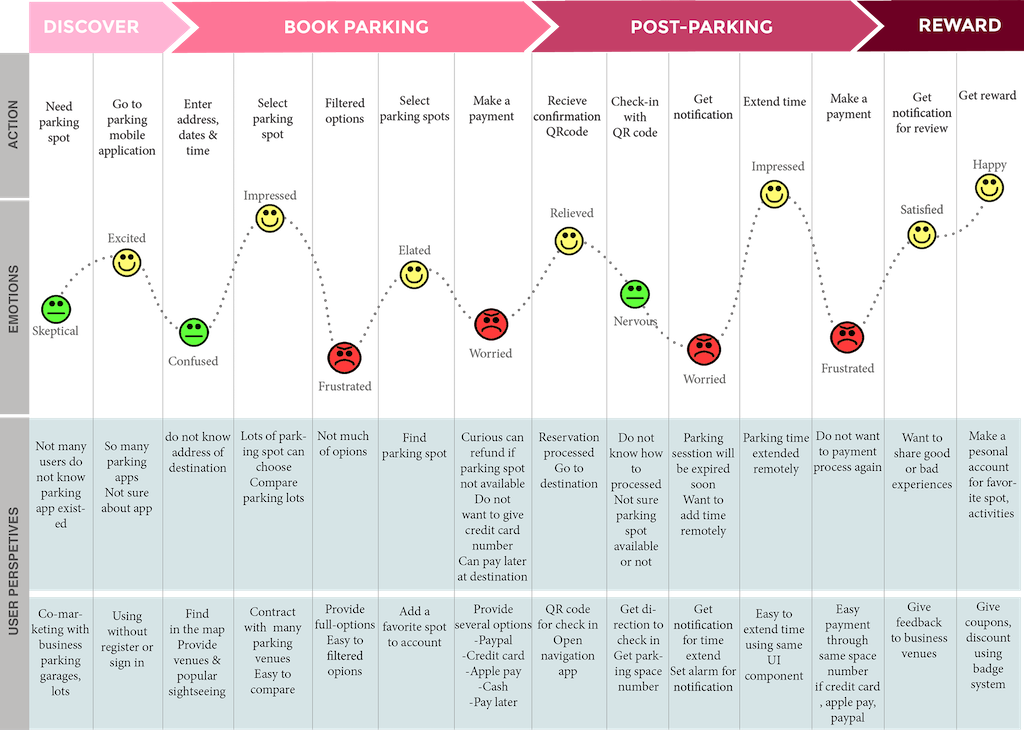 DISCOVER
BOOK PARKING
POST-PARKING
REWARD
ACTION
Need
parking
spot
Go to
parking
mobile
application
Enter
address,
dates &
time
Select
parking
spot
Filtered
options
Select
parking spots
Make a
payment
Recieve
confirmation
QRcode
Check-in
with
QR code
Get
notification
Extend time
Make a
payment
Get
notification
for review
Get reward
EMOTIONS
Skeptical
Excited
Confused
Impressed
Frustrated
Elated
Worried
Relieved
Nervous
Worried
Impressed
Frustrated
Satisfied
Happy
USER PERSPETIVES
Not many
users do
not know
parking
app exist-
ed
So many
parking
apps
Not sure
about app
do not know
address of
destination
Lots of park-
ing spot can
choose
Compare
parking lots
Not much
of opions
Find
parking spot
Curious can
refund if
parking spot
not available
Do not
want to give
credit card
number
Can pay later
at destination
Reservation
processed
Go to
destination
Do not
know how
to
processed
Not sure
parking
spot
available
or not
Parking
sesstion will
be expired
soon
Want to
add time
remotely
Parking time
extended
remotely
Do not want
to payment
process again
Want to
share good
or bad
experiences
Make a
pesonal
account
for favor-
ite spot,
activities
Co-mar-
keting with
business
parking
garages,
lots
Using
without
register or
sign in
Find
in the map
Provide
venues &
popular
sightseeing
Contract
with many
parking
venues
Easy to
compare
Provide
full-options
Easy to
filtered
opions
Add a
favorite spot
to account
Provide
several options
-Paypal
-Credit card
-Apple pay
-Cash
-Pay later
QR code
for check in
Open
navigation
app
Get di-
rection to
check in
Get park-
ing space
number
Get
notification
for time
extend
Set alarm for
notification
Easy to
extend time
using same
UI
component
Easy
payment
through
same space
number
if credit card
, apple pay,
paypal
Give
feedback
to business
venues
Give
coupons,
discount
using
badge
system